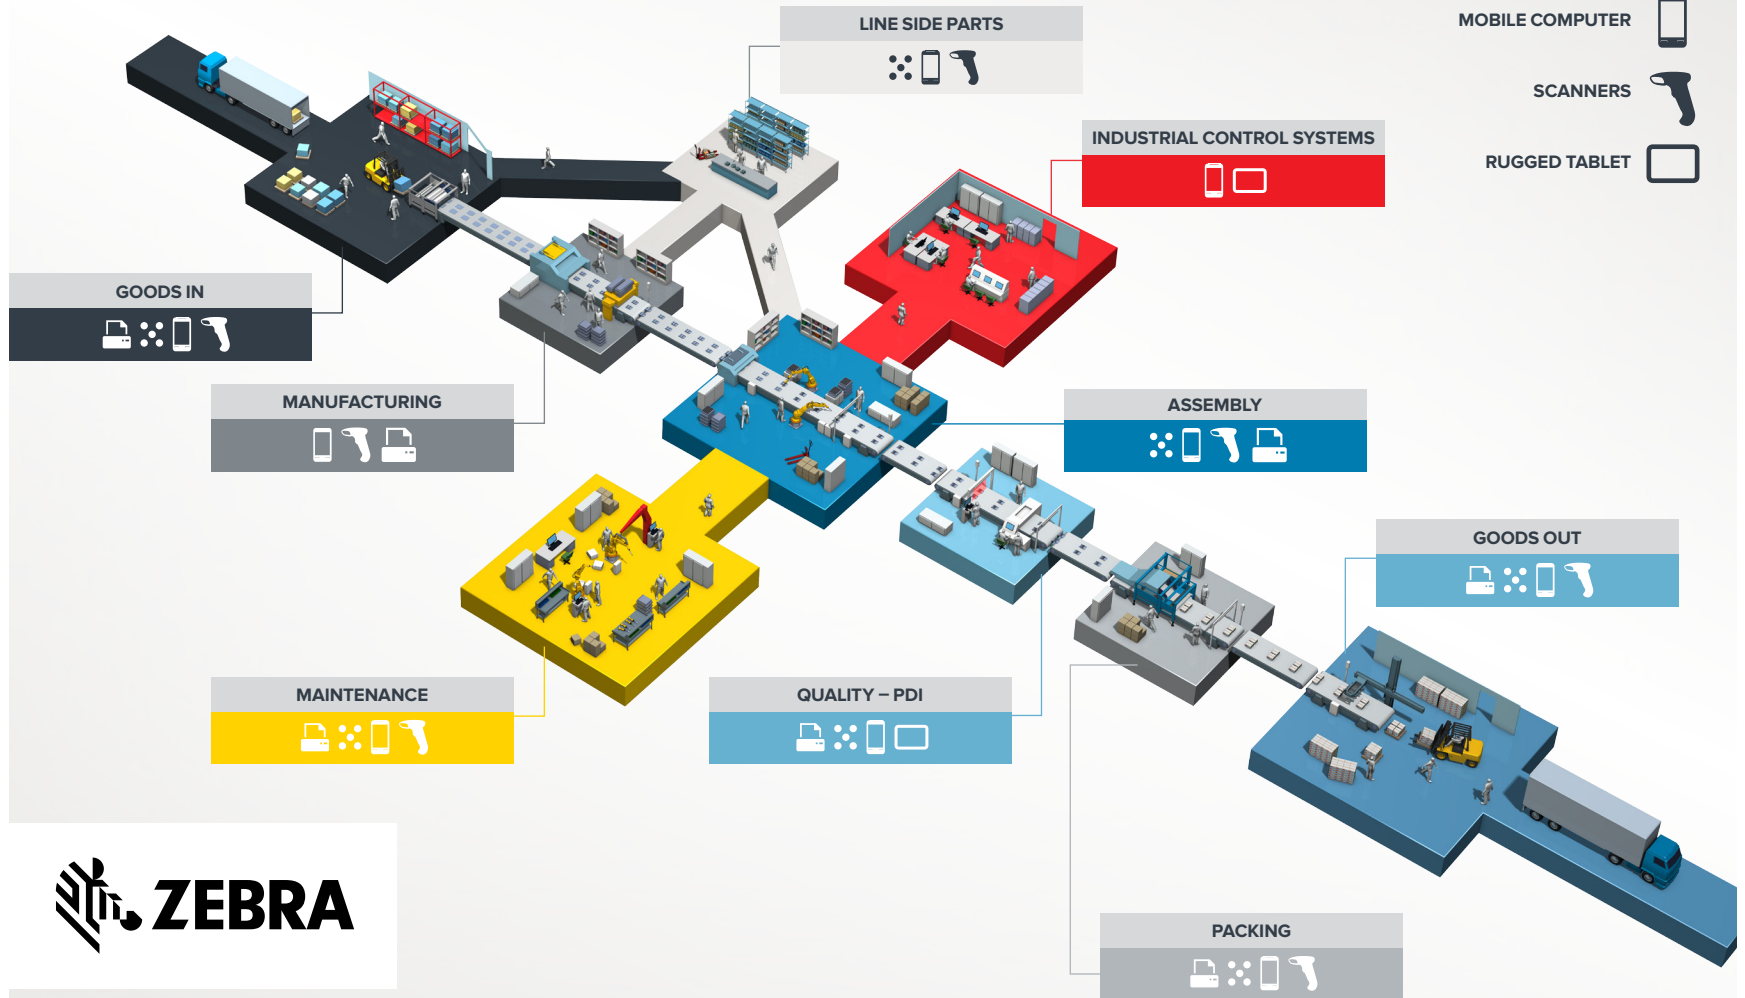 LINE SIDE PARTS
MOBILE COMPUTER
SCANNERS
INDUSTRIAL CONTROL SYSTEMS
RUGGED TABLET
GOODS IN
MANUFACTURING
ASSEMBLY
GOODS OUT
MAINTENANCE
QUALITY – PDI
ZEBRA
PACKING